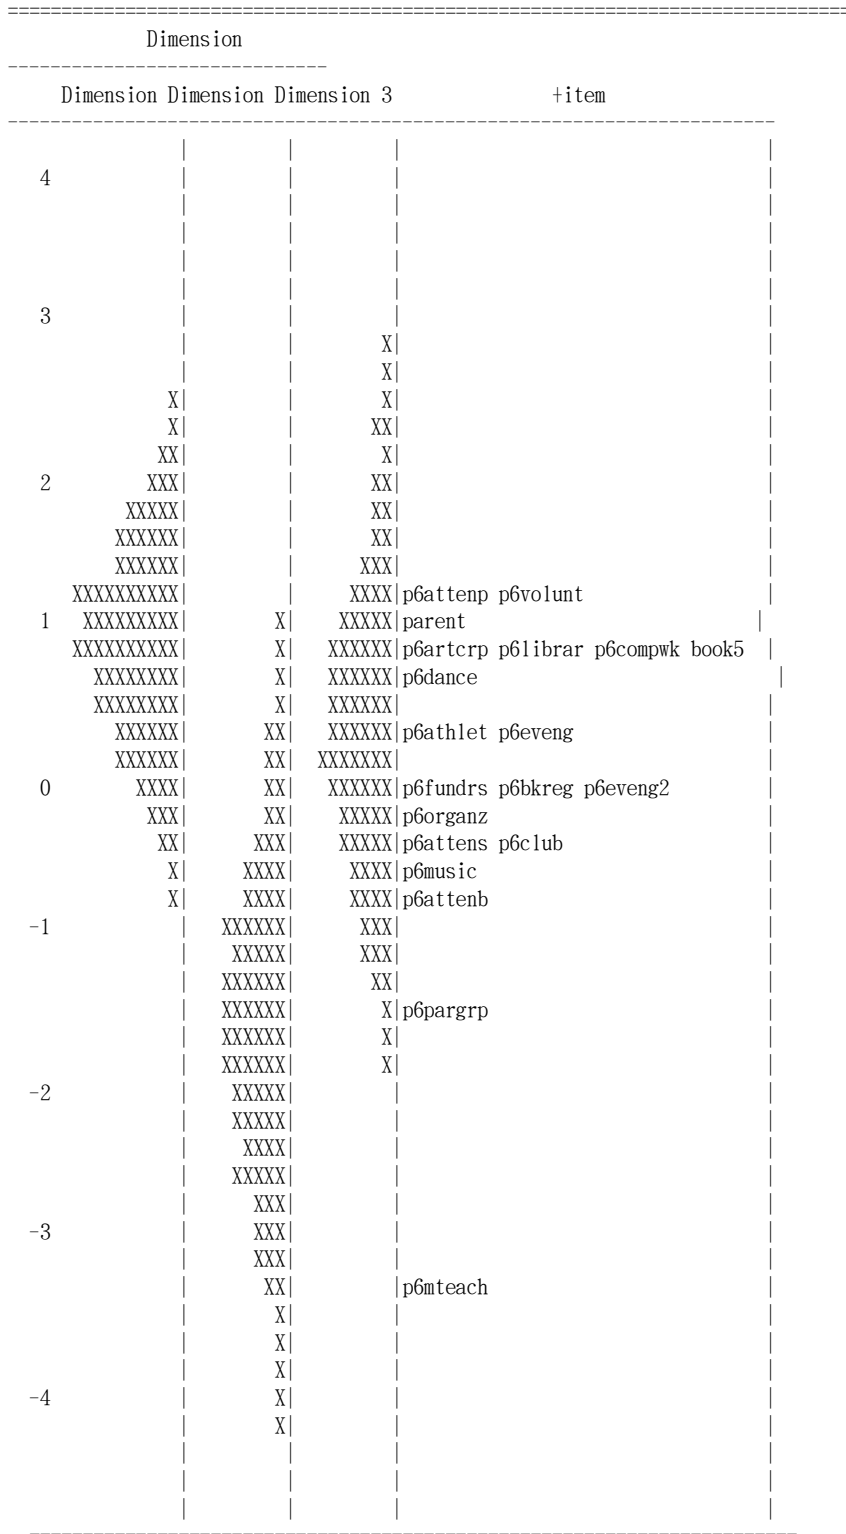 ================================================================================
Dimension
------------------------------
Dimension Dimension Dimension 3 +item
------------------------------------------------------------------------
| | | |
4 | | | |
| | | |
| | | |
| | | |
| | | |
3 | | | |
| | X| |
| | X| |
X| | X| |
X| | XX| |
XX| | X| |
2 XXX| | XX| |
XXXXX| | XX| |
XXXXXX| | XX| |
XXXXXX| | XXX| |
XXXXXXXXXX| | XXXX|p6attenp p6volunt |
1 XXXXXXXXX| X| XXXXX|parent |
XXXXXXXXXX| X| XXXXXX|p6artcrp p6librar p6compwk book5 |
XXXXXXXX| X| XXXXXX|p6dance |
XXXXXXXX| X| XXXXXX| |
XXXXXX| XX| XXXXXX|p6athlet p6eveng |
XXXXXX| XX| XXXXXXX| |
0 XXXX| XX| XXXXXX|p6fundrs p6bkreg p6eveng2 |
XXX| XX| XXXXX|p6organz |
XX| XXX| XXXXX|p6attens p6club |
X| XXXX| XXXX|p6music |
X| XXXX| XXXX|p6attenb |
-1 | XXXXXX| XXX| |
| XXXXX| XXX| |
| XXXXXX| XX| |
| XXXXXX| X|p6pargrp |
| XXXXXX| X| |
| XXXXXX| X| |
-2 | XXXXX| | |
| XXXXX| | |
| XXXX| | |
| XXXXX| | |
| XXX| | |
-3 | XXX| | |
| XXX| | |
| XX| |p6mteach |
| X| | |
| X| | |
| X| | |
-4 | X| | |
| X| | |
| | | |
| | | |
| | | |
------------------------------------------------------------------------